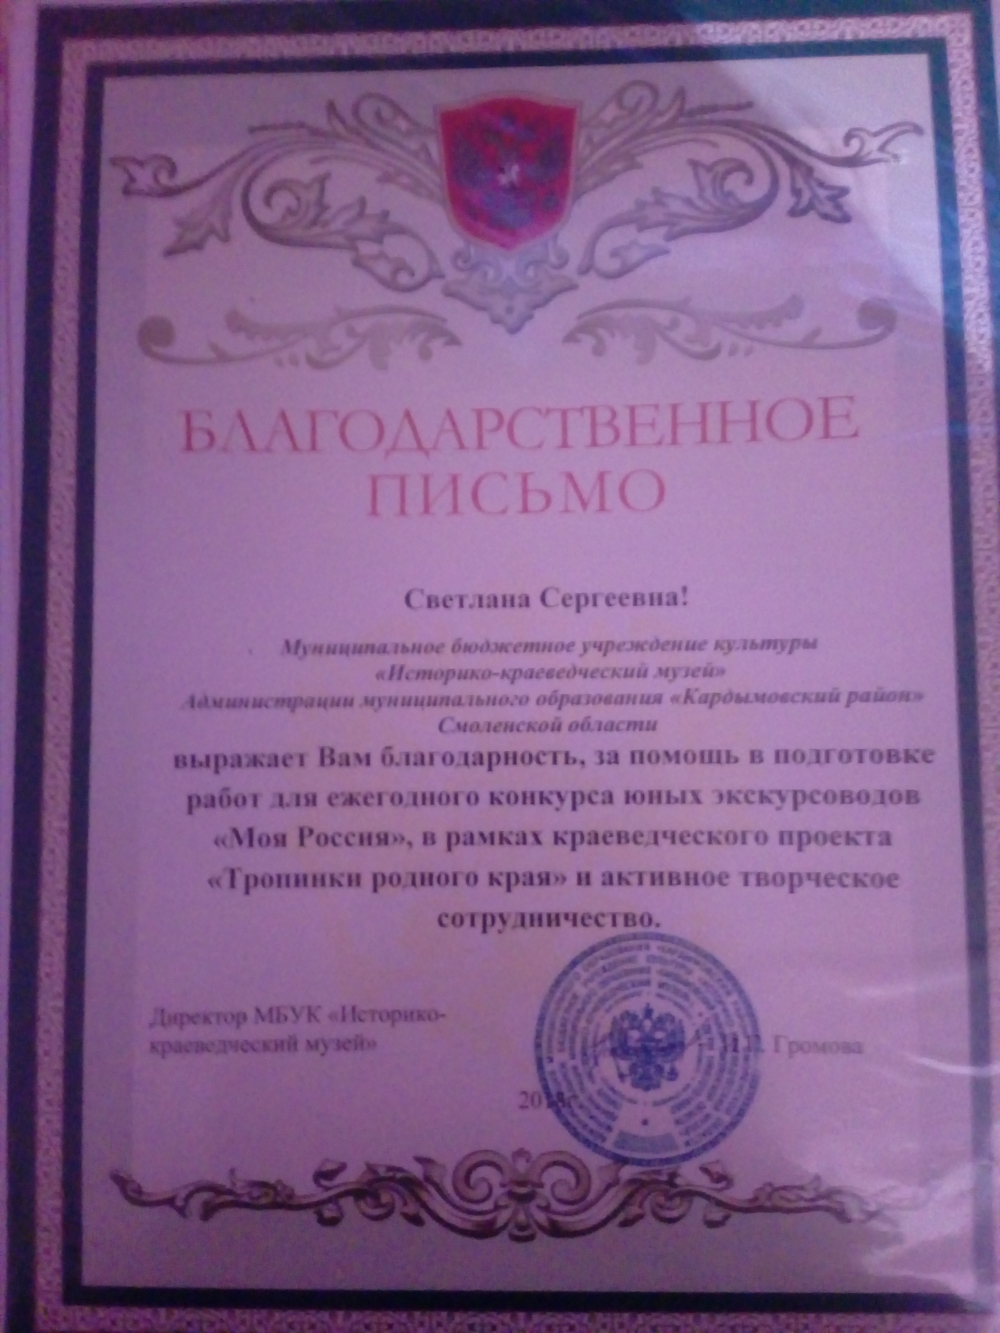 БЛАГОДАРСТВЕННОЕ
ПИСЬМО
Светлана Сергеевна!
Муниципальное бюджетное учреждение культуры
«Историко-краеведческий музей»
Администрации муниципального образования «Кардымовский район»
Смоленской области
выражает Вам благодарность, за помощь в подготовке
работ для ежегодного конкурса юных экскурсоводов
«Моя Россия», в рамках краеведческого проекта
«Тропинки родного края» и активное творческое
сотрудничество.
Директор МБУК «Историко-
краеведческий музей»
Громова